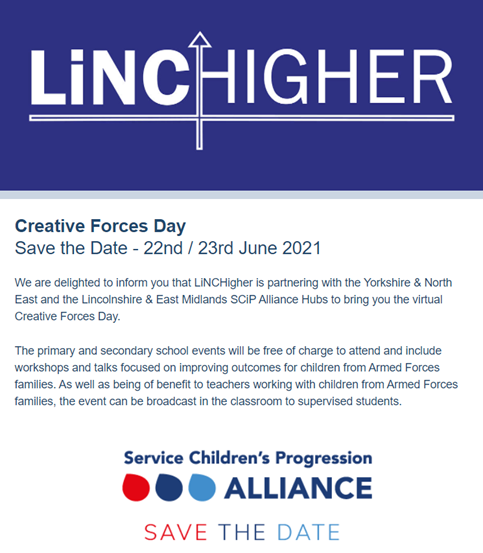 LiNCHIGHER
Creative Forces Day
Save the Date - 22nd / 23rd June 2021
We are delighted to inform you that LiNCHigher is partnering with the Yorkshire & North
East and the Lincolnshire & East Midlands SCiP Alliance Hubs to bring you the virtual
Creative Forces Day.
The primary and secondary school events will be free of charge to attend and include
workshops and talks focused on improving outcomes for children from Armed Forces
families. As well as being of benefit to teachers working with children from Armed Forces
families, the event can be broadcast in the classroom to supervised students.
Service Children's Progression
ALLIANCE
SAVE THE DATE